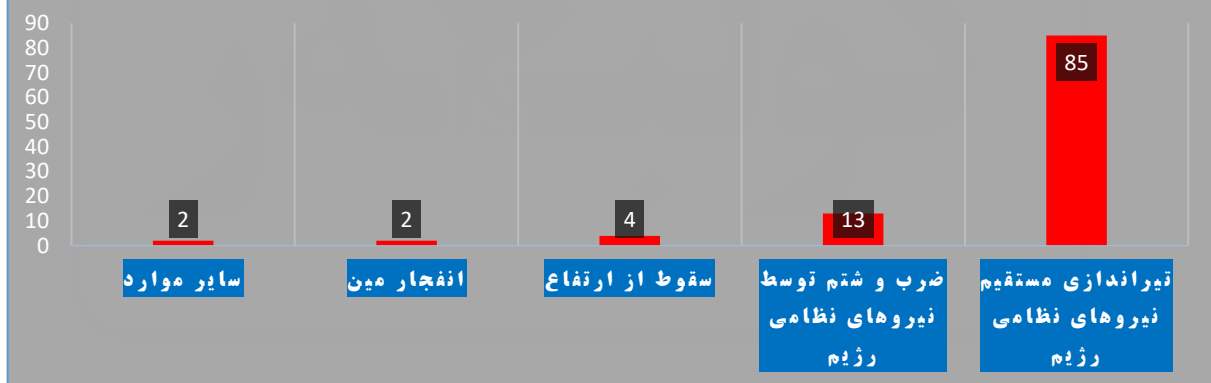 90
80
70
60
50
40
30
20
10
0
85
13
4
2
2
تیراندازی مستقیم
نیروهای نظامی
رژیم
ضرب و شتم توسط
نیروهای نظامی
رژیم
سقوط از ارتفاع
انفجار مین
سایر موارد